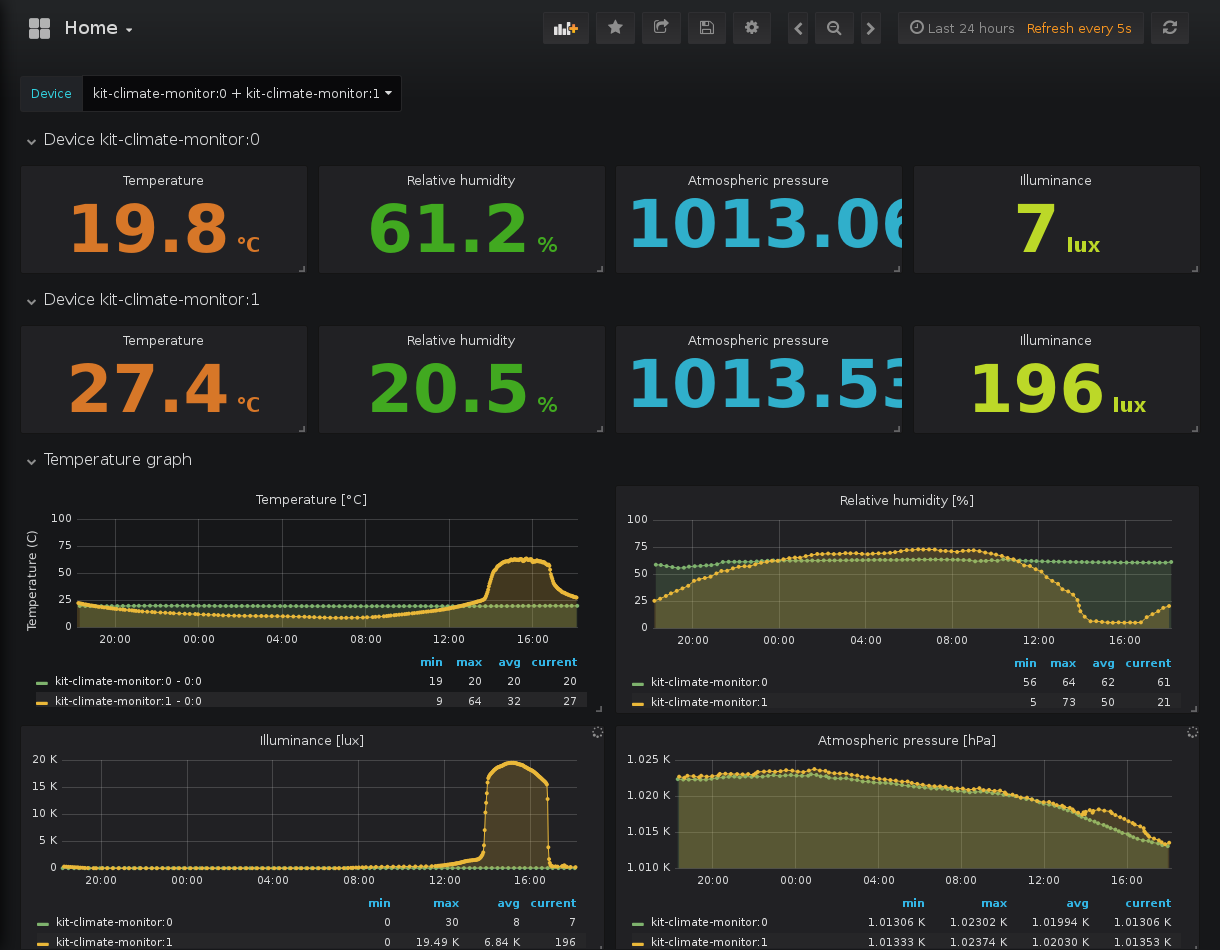 Home
Last 24 hours Refresh every 5s
Device kit-climate-monitor:0 + kit-climate-monitor:1
Device kit-climate-monitor:0
Temperature Relative humidity Atmospheric pressure Illuminance
19.8 °C 61.2 % 1013.06 7 lux
Device kit-climate-monitor:1
Temperature Relative humidity Atmospheric pressure Illuminance
27.4 °C 20.5 % 1013.53 196 lux
Temperature graph
Temperature [°C]
Temperature (C)
100
75
50
25
0
20:00 00:00 04:00 08:00 12:00 16:00
min max avg current
kit-climate-monitor:0 - 0:0 19 20 20 20
kit-climate-monitor:1 - 0:0 9 64 32 27
Relative humidity [%]
100
75
50
25
0
20:00 00:00 04:00 08:00 12:00 16:00
min max avg current
kit-climate-monitor:0 56 64 62 61
kit-climate-monitor:1 5 73 50 21
Illuminance [lux]
20 K
15 K
10 K
5 K
0
20:00 00:00 04:00 08:00 12:00 16:00
min max avg current
kit-climate-monitor:0 0 30 8 7
kit-climate-monitor:1 0 19.49 K 6.84 K 196
Atmospheric pressure [hPa]
1.025 K
1.020 K
1.015 K
1.010 K
20:00 00:00 04:00 08:00 12:00 16:00
min max avg current
kit-climate-monitor:0 1.01306 K 1.02302 K 1.01994 K 1.01306 K
kit-climate-monitor:1 1.01333 K 1.02374 K 1.02030 K 1.01353 K